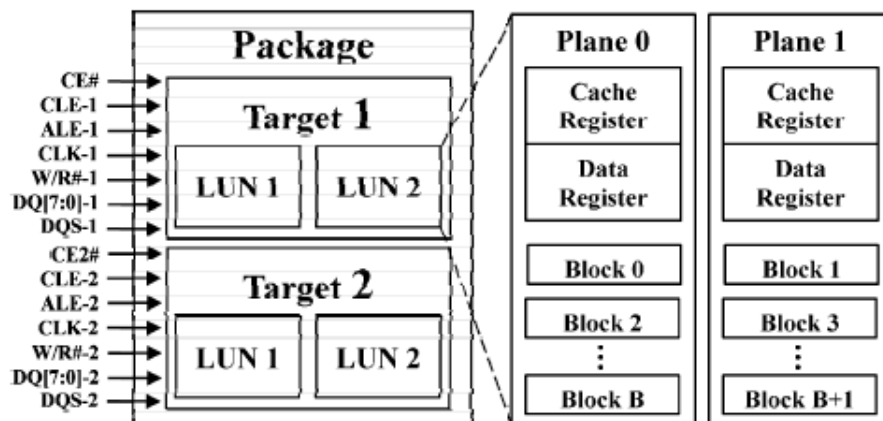 Package
CE#
CLE-1
ALE-1
CLK-1
W/R#-1
DQ[7:0]-1
DQS-1
Target 1
LUN 1
LUN 2
CE2#
CLE-2
ALE-2
CLK-2
W/R#-2
DQ[7:0]-2
DQS-2
Target 2
LUN 1
LUN 2
Plane 0
Cache
Register
Data
Register
Block 0
Block 2
⋮
Block B
Plane 1
Cache
Register
Data
Register
Block 1
Block 3
⋮
Block B+1